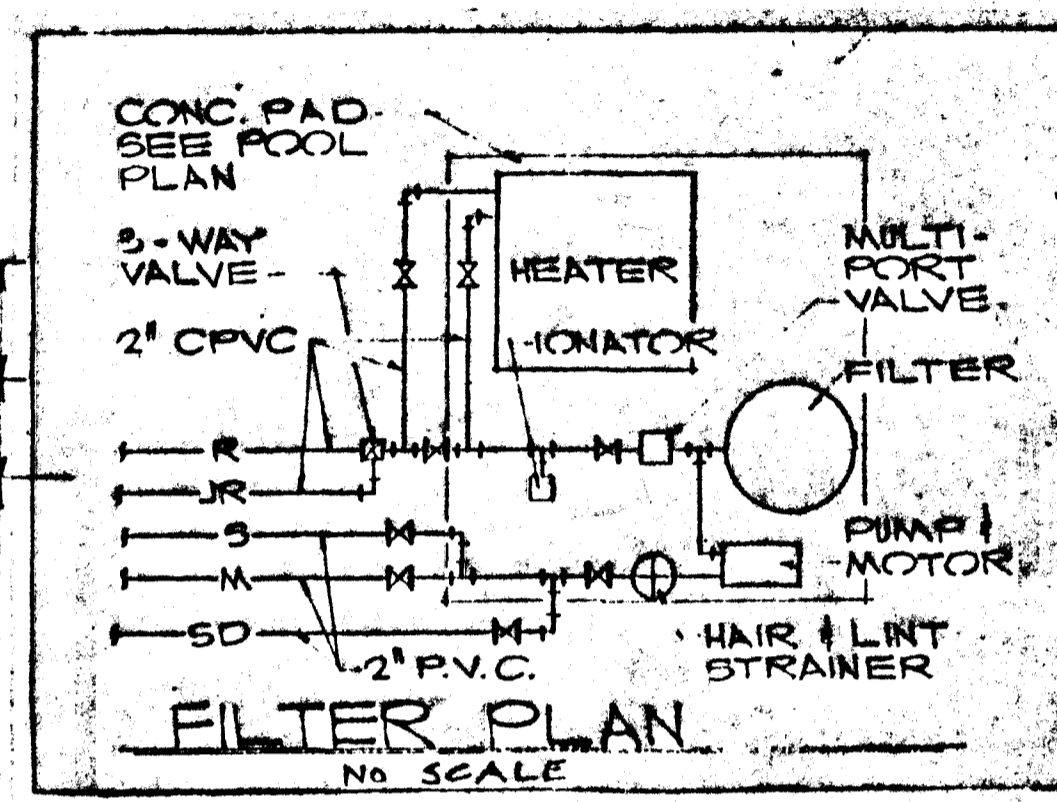 CONC. PAD
SEE POOL
PLAN
3-WAY
VALVE
2" CPVC
HEATER
IONATOR
MULTI-
PORT
VALVE
FILTER
R
JR
S
M
SD
PUMP &
MOTOR
HAIR & LINT
STRAINER
2" P.V.C.
FILTER PLAN
NO SCALE